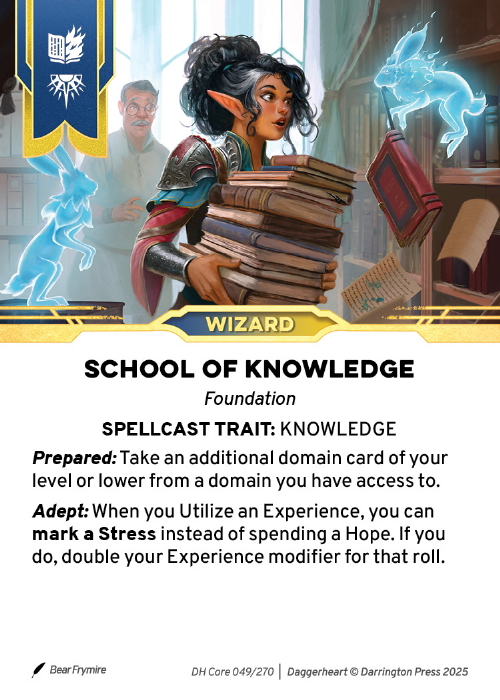 WIZARD
SCHOOL OF KNOWLEDGE
Foundation
SPELLCAST TRAIT: KNOWLEDGE
Prepared: Take an additional domain card of your
level or lower from a domain you have access to.
Adept: When you Utilize an Experience, you can
mark a Stress instead of spending a Hope. If you
do, double your Experience modifier for that roll.
Bear Frymire
DH Core 049/270 | Daggerheart © Darrington Press 2025